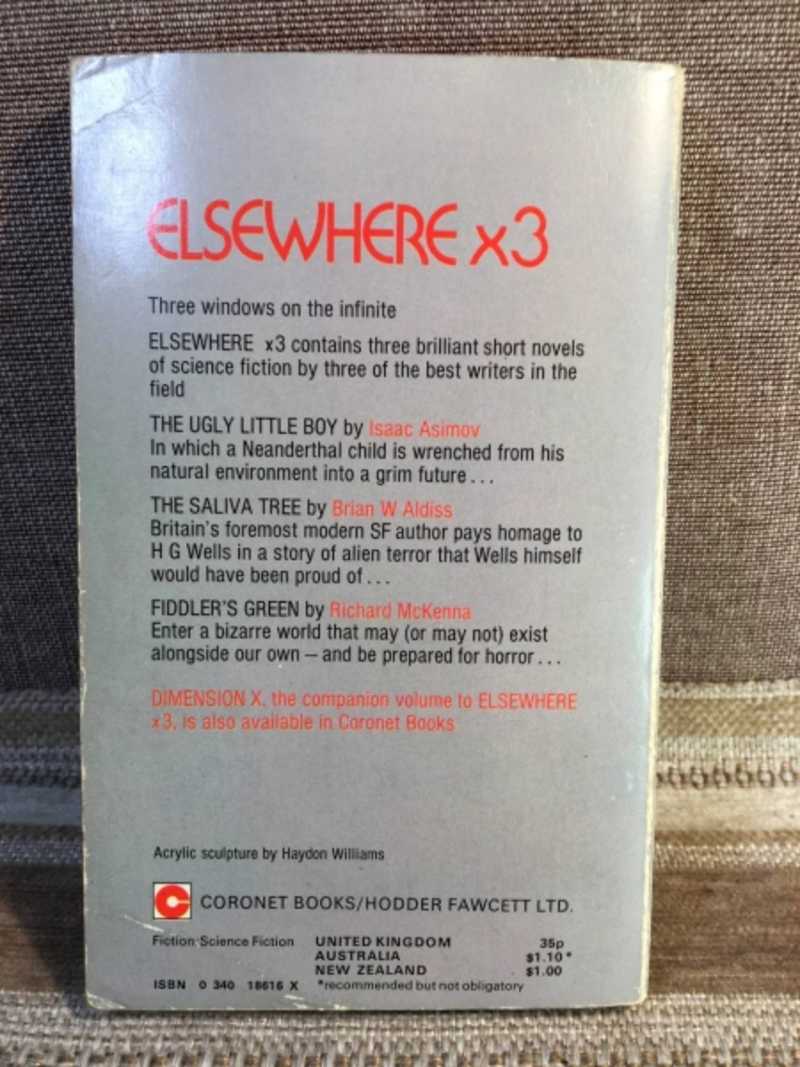 ELSEWHERE x3
Three windows on the infinite
ELSEWHERE x3 contains three brilliant short novels
of science fiction by three of the best writers in the
field
THE UGLY LITTLE BOY by Isaac Asimov
In which a Neanderthal child is wrenched from his
natural environment into a grim future...
THE SALIVA TREE by Brian W Aldiss
Britain's foremost modern SF author pays homage to
H G Wells in a story of alien terror that Wells himself
would have been proud of...
FIDDLER'S GREEN by Richard McKenna
Enter a bizarre world that may (or may not) exist
alongside our own – and be prepared for horror...
DIMENSION X, the companion volume to ELSEWHERE
x3, is also available in Coronet Books
Acrylic sculpture by Haydon Williams
CORONET BOOKS/HODDER FAWCETT LTD.
Fiction/Science Fiction UNITED KINGDOM 35p
AUSTRALIA $1.10*
NEW ZEALAND $1.00
ISBN 0 340 18616 X *recommended but not obligatory